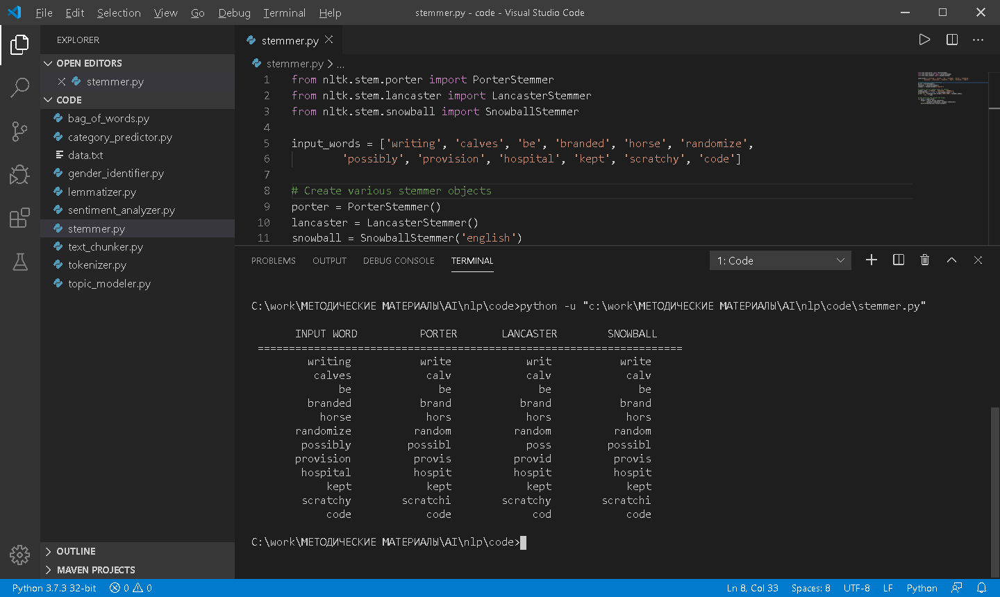 File Edit Selection View Go Debug Terminal Help stemmer.py - code - Visual Studio Code
EXPLORER
OPEN EDITORS
stemmer.py
CODE
bag_of_words.py
category_predictor.py
data.txt
gender_identifier.py
lemmatizer.py
sentiment_analyzer.py
stemmer.py
text_chunker.py
tokenizer.py
topic_modeler.py
OUTLINE
MAVEN PROJECTS
stemmer.py
stemmer.py > ...
1 from nltk.stem.porter import PorterStemmer
2 from nltk.stem.lancaster import LancasterStemmer
3 from nltk.stem.snowball import SnowballStemmer
4
5 input_words = ['writing', 'calves', 'be', 'branded', 'horse', 'randomize',
6 'possibly', 'provision', 'hospital', 'kept', 'scratchy', 'code']
7
8 # Create various stemmer objects
9 porter = PorterStemmer()
10 lancaster = LancasterStemmer()
11 snowball = SnowballStemmer('english')
PROBLEMS OUTPUT DEBUG CONSOLE TERMINAL 1: Code
C:\work\МЕТОДИЧЕСКИЕ МАТЕРИАЛЫ\AI\nlp\code>python -u "c:\work\МЕТОДИЧЕСКИЕ МАТЕРИАЛЫ\AI\nlp\code\stemmer.py"
INPUT WORD PORTER LANCASTER SNOWBALL
====================================================================
writing write writ write
calves calv calv calv
be be be be
branded brand brand brand
horse hors hors hors
randomize random random random
possibly possibl poss possibl
provision provis provid provis
hospital hospit hospit hospit
kept kept kept kept
scratchy scratchi scratchy scratchi
code code cod code
C:\work\МЕТОДИЧЕСКИЕ МАТЕРИАЛЫ\AI\nlp\code>
Python 3.7.3 32-bit 0 0 Ln 8, Col 33 Spaces: 8 UTF-8 LF Python